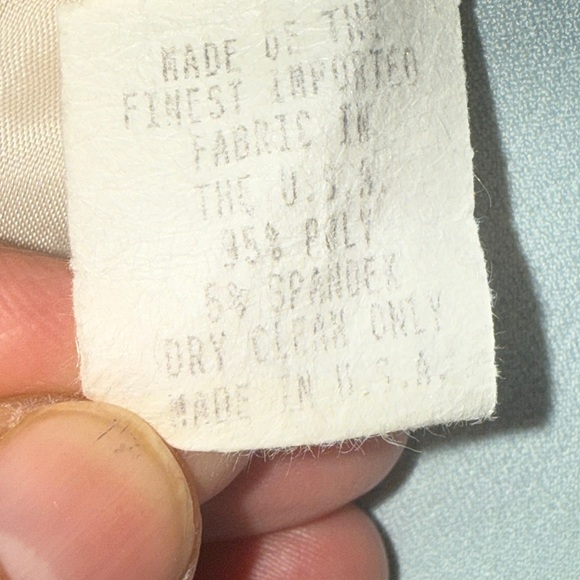 MADE OF THE
FINEST IMPORTED
FABRIC IN
THE U.S.A.
95% POLY
5% SPANDEX
DRY CLEAN ONLY
MADE IN U.S.A.